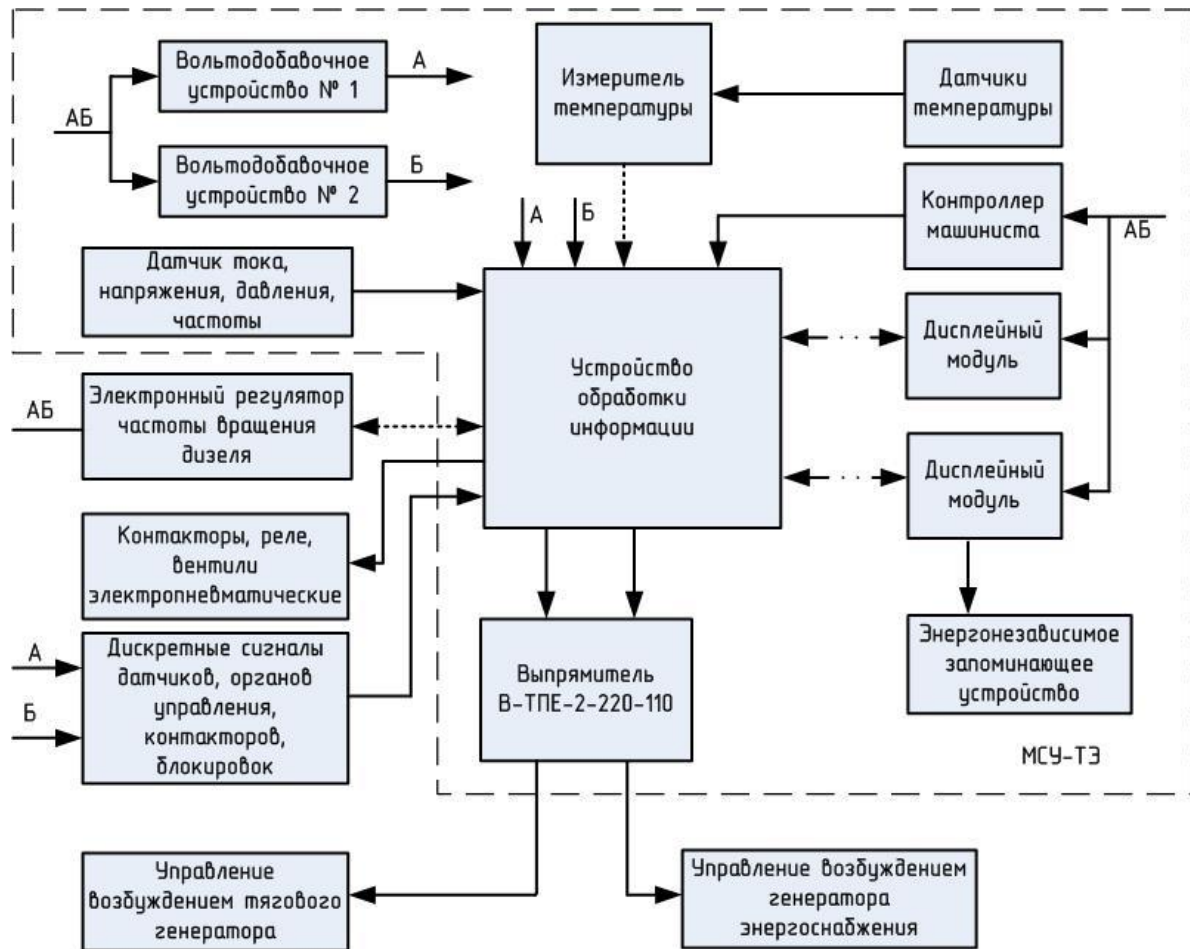 Вольтодобавочное
устройство № 1
А
АБ
Вольтодобавочное
устройство № 2
Б
Измеритель
температуры
Датчики
температуры
А
Б
Контроллер
машиниста
АБ
Датчик тока,
напряжения, давления,
частоты
Устройство
обработки
информации
Дисплейный
модуль
АБ
Электронный регулятор
частоты вращения
дизеля
Дисплейный
модуль
Контакторы, реле,
вентили
электропневматические
А
Б
Дискретные сигналы
датчиков, органов
управления,
контакторов,
блокировок
Выпрямитель
В-ТПЕ-2-220-110
Энергонезависимое
запоминающее
устройство
МСУ-ТЭ
Управление
возбуждением тягового
генератора
Управление возбуждением
генератора
энергоснабжения